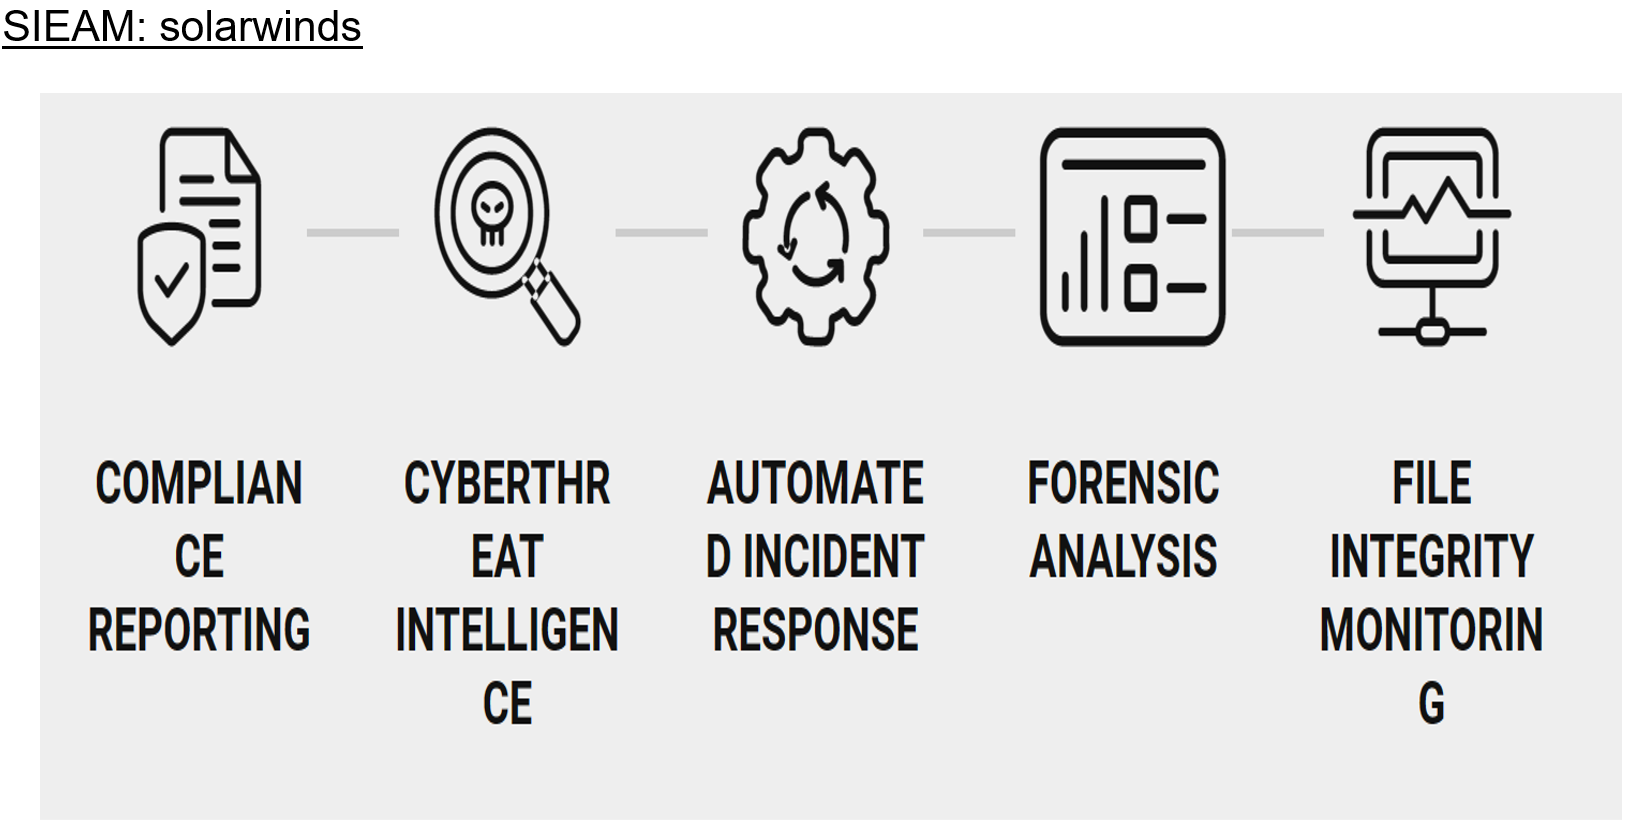 SIEAM: solarwinds
COMPLIAN
CE
REPORTING
CYBERTHR
EAT
INTELLIGEN
CE
AUTOMATE
D INCIDENT
RESPONSE
FORENSIC
ANALYSIS
FILE
INTEGRITY
MONITORIN
G